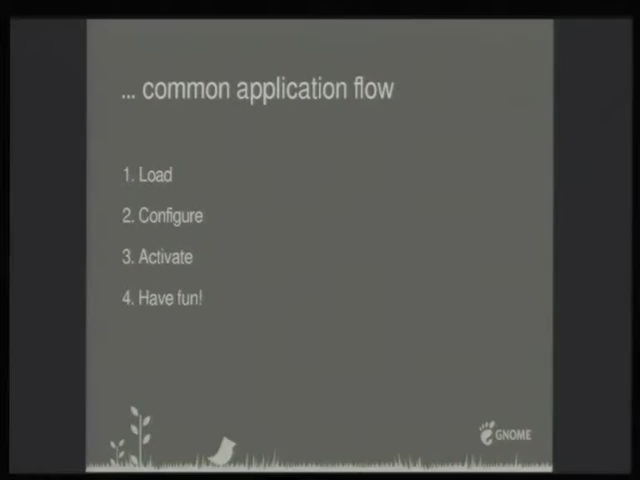 ... common application flow
1. Load
2. Configure
3. Activate
4. Have fun!
GNOME